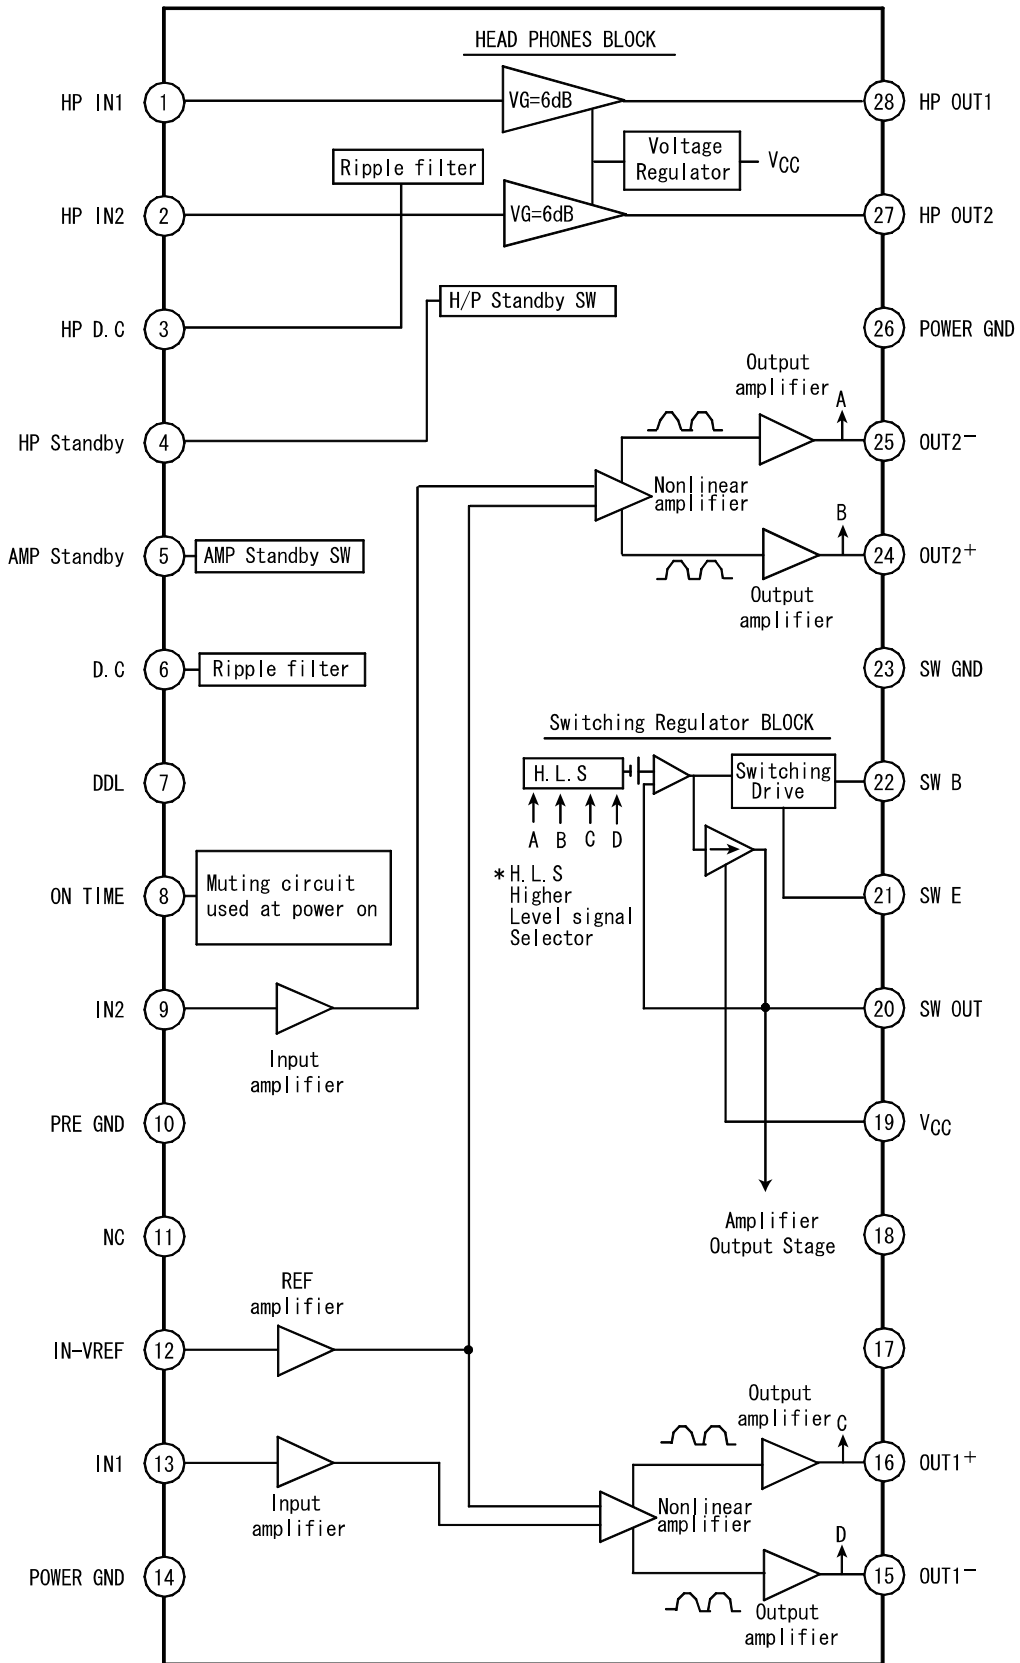 HEAD PHONES BLOCK
HP IN1
1
VG=6dB
28
HP OUT1
Voltage
Regulator
VCC
Ripple filter
HP IN2
2
VG=6dB
27
HP OUT2
H/P Standby SW
HP D.C
3
26
POWER GND
Output
amplifier
A
HP Standby
4
25
OUT2−
Nonlinear
amplifier
B
AMP Standby
5
AMP Standby SW
24
OUT2+
Output
amplifier
D.C
6
Ripple filter
23
SW GND
Switching Regulator BLOCK
DDL
7
H.L.S
Switching
Drive
22
SW B
A B C D
*H.L.S
Higher
Level signal
Selector
ON TIME
8
Muting circuit
used at power on
21
SW E
IN2
9
20
SW OUT
Input
amplifier
PRE GND
10
19
VCC
Amplifier
Output Stage
NC
11
18
REF
amplifier
IN-VREF
12
17
Output
amplifier
C
IN1
13
16
OUT1+
Input
amplifier
Nonlinear
amplifier
D
POWER GND
14
15
OUT1−
Output
amplifier